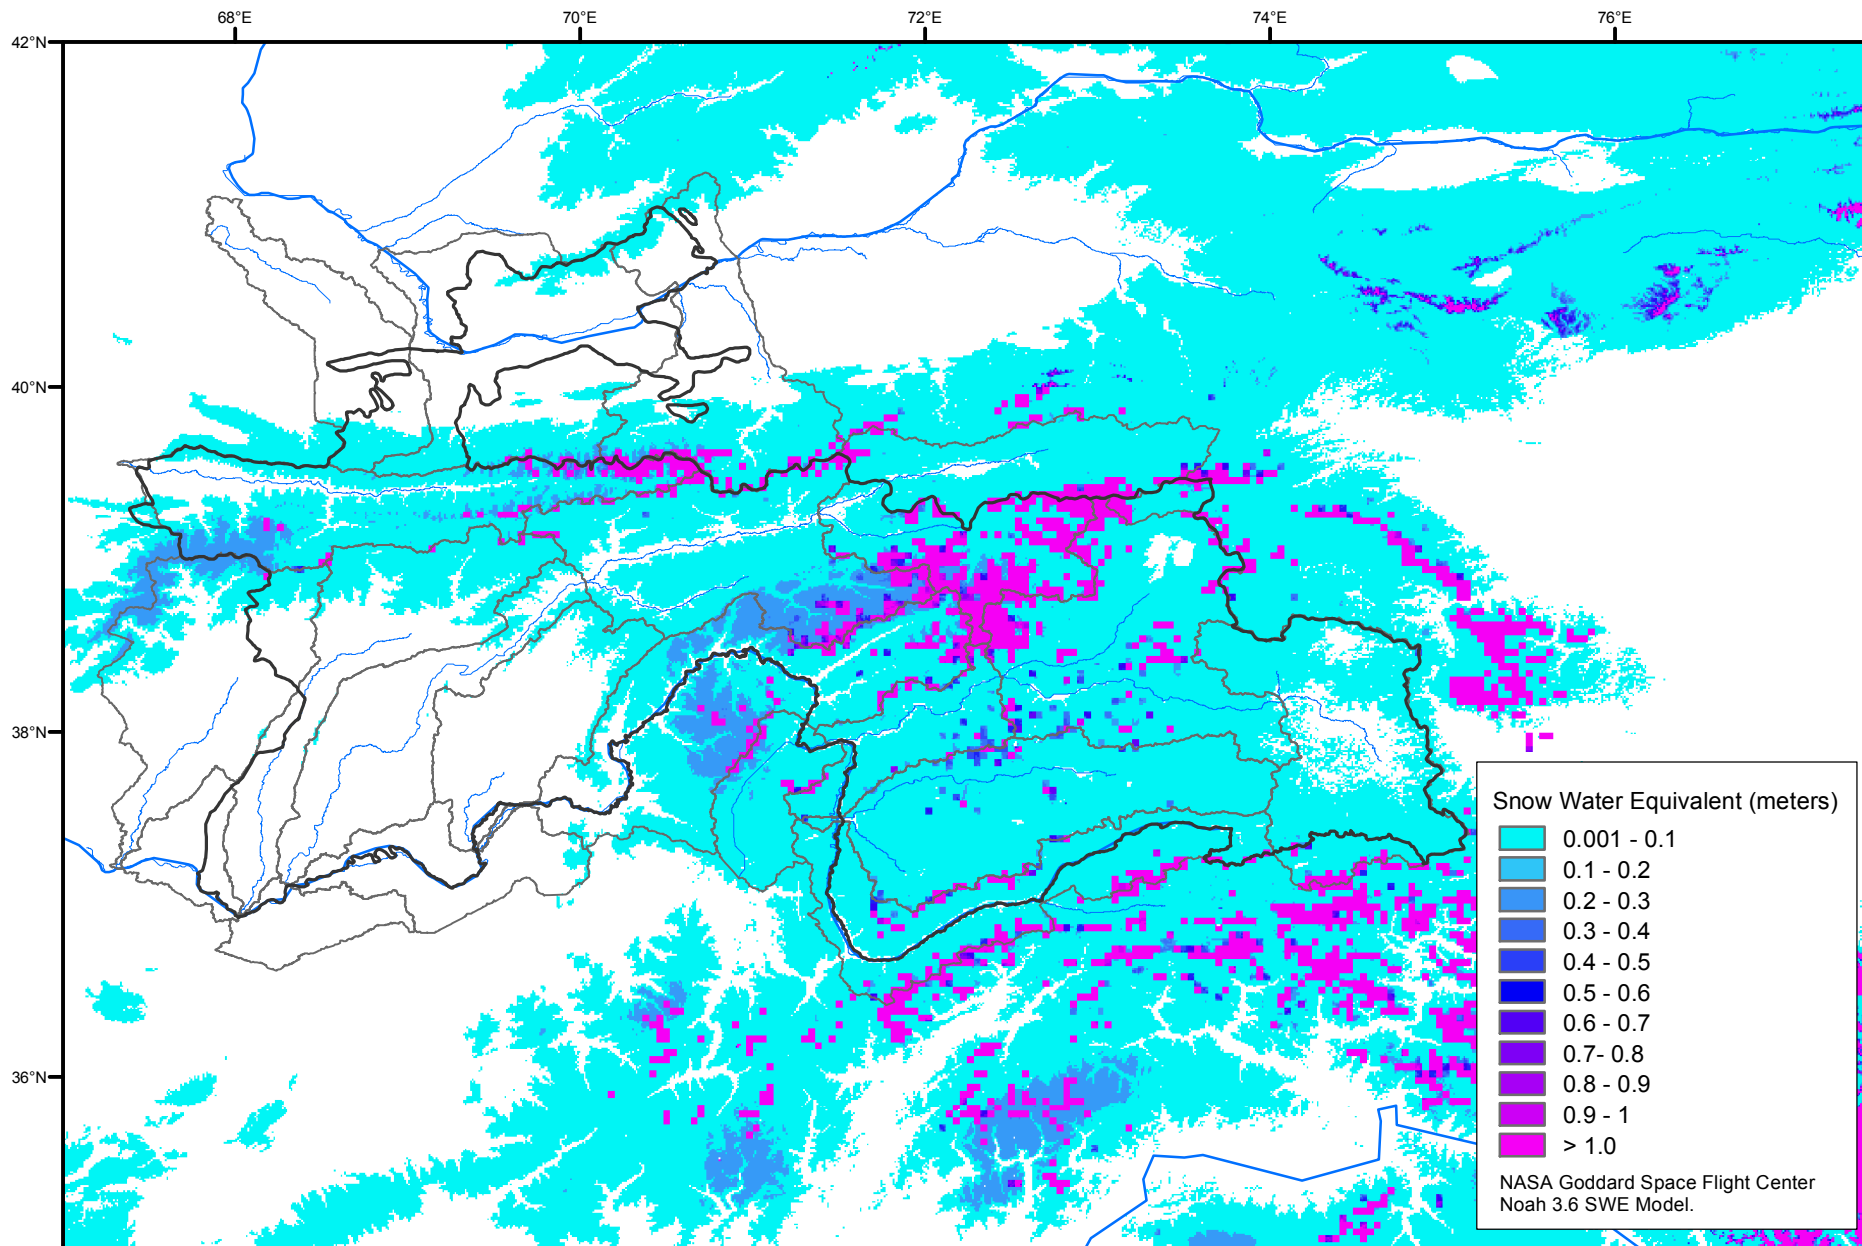 68°E
70°E
72°E
74°E
76°E
42°N
40°N
38°N
36°N
Snow Water Equivalent (meters)
0.001 - 0.1
0.1 - 0.2
0.2 - 0.3
0.3 - 0.4
0.4 - 0.5
0.5 - 0.6
0.6 - 0.7
0.7- 0.8
0.8 - 0.9
0.9 - 1
> 1.0
NASA Goddard Space Flight Center
Noah 3.6 SWE Model.